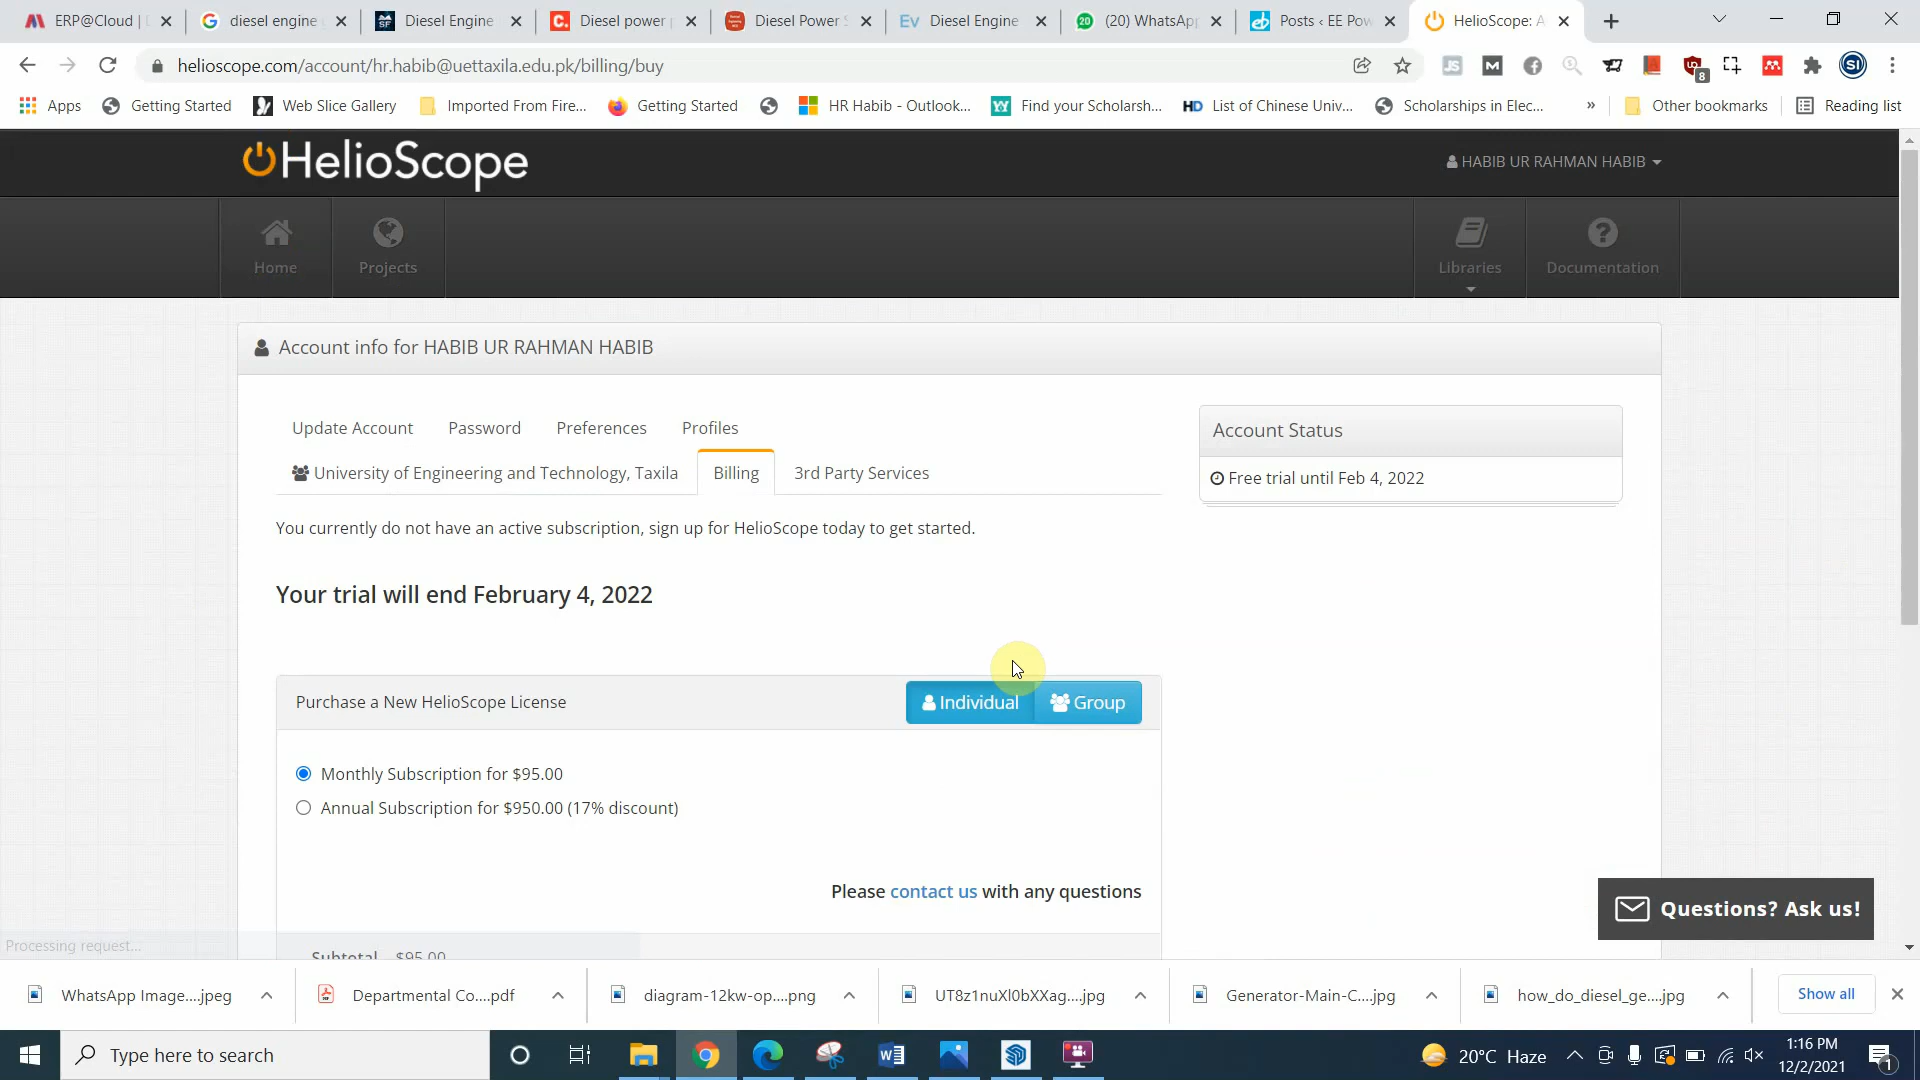 ERP@Cloud |
diesel engine
Diesel Engine
Diesel power
Diesel Power S
Ev Diesel Engine
(20) WhatsApp
Posts ‹ EE Pow
HelioScope: A
helioscope.com/account/hr.habib@uettaxila.edu.pk/billing/buy
Apps
Getting Started
Web Slice Gallery
Imported From Fire...
Getting Started
HR Habib - Outlook...
Find your Scholarsh...
HD List of Chinese Univ...
Scholarships in Elec...
»
Other bookmarks
Reading list
HelioScope
HABIB UR RAHMAN HABIB
Home
Projects
Libraries
Documentation
Account info for HABIB UR RAHMAN HABIB
Update Account
Password
Preferences
Profiles
University of Engineering and Technology, Taxila
Billing
3rd Party Services
Account Status
Free trial until Feb 4, 2022
You currently do not have an active subscription, sign up for HelioScope today to get started.
Your trial will end February 4, 2022
Purchase a New HelioScope License
Individual
Group
Monthly Subscription for $95.00
Annual Subscription for $950.00 (17% discount)
Please contact us with any questions
Questions? Ask us!
Processing request...
Subtotal $95.00
WhatsApp Image....jpeg
Departmental Co....pdf
diagram-12kw-op....png
UT8z1nuXl0bXXag....jpg
Generator-Main-C....jpg
how_do_diesel_ge....jpg
Show all
Type here to search
20°C Haze
1:16 PM
12/2/2021
1